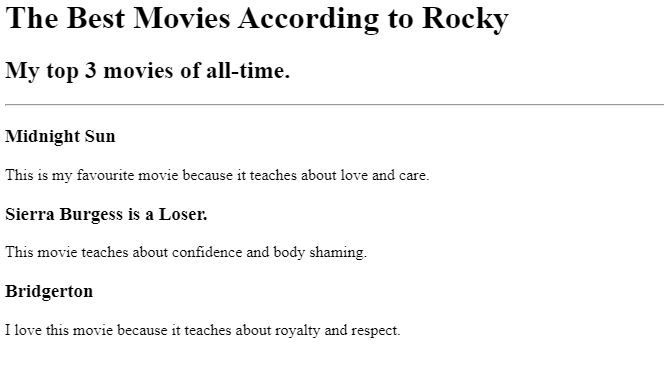 The Best Movies According to Rocky
My top 3 movies of all-time.
Midnight Sun
This is my favourite movie because it teaches about love and care.
Sierra Burgess is a Loser.
This movie teaches about confidence and body shaming.
Bridgerton
I love this movie because it teaches about royalty and respect.